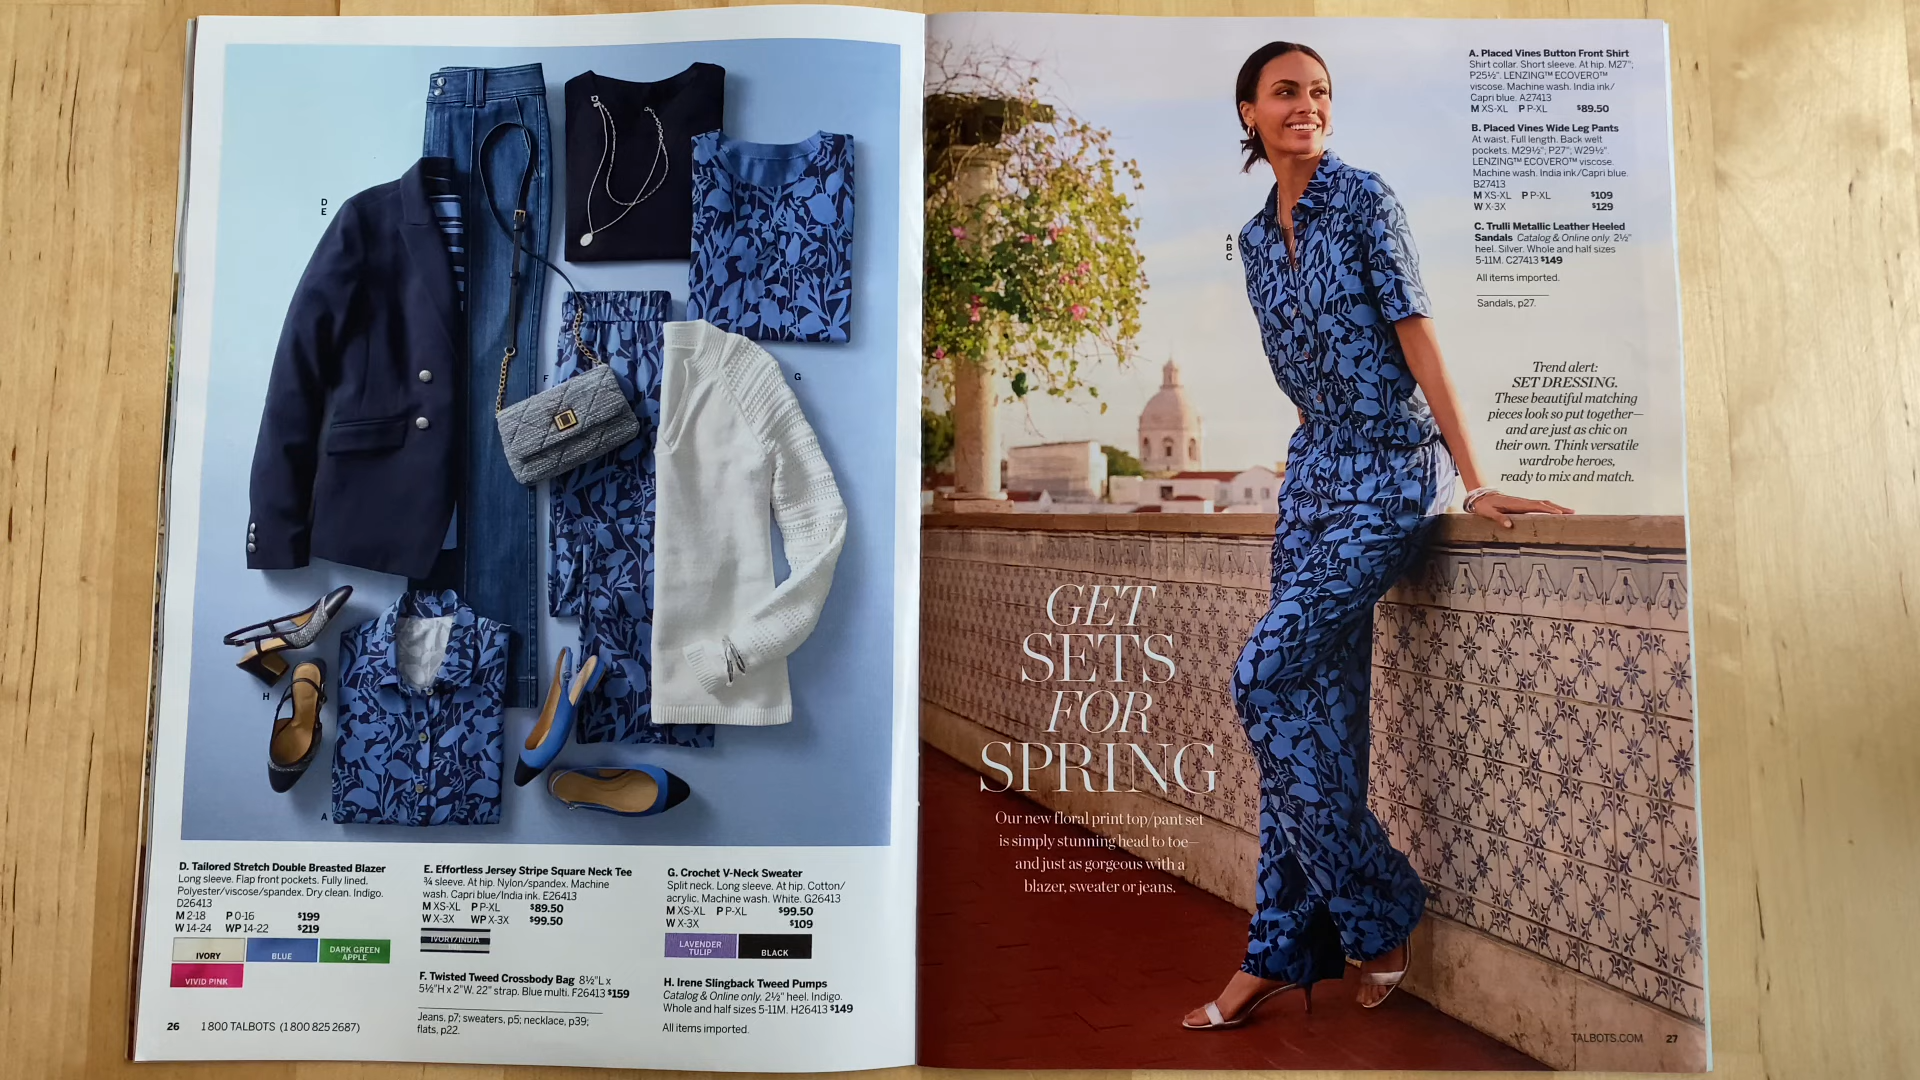 D
E
F
G
H
A
D. Tailored Stretch Double Breasted Blazer
Long sleeve. Flap front pockets. Fully lined.
Polyester/viscose/spandex. Dry clean. Indigo.
D26413
M 2-18 P 0-16 $199
W 14-24 WP 14-22 $219
IVORY
BLUE
DARK GREEN
APPLE
VIVID PINK
26 1 800 TALBOTS (1 800 825 2687)
E. Effortless Jersey Stripe Square Neck Tee
¾ sleeve. At hip. Nylon/spandex. Machine
wash. Capri blue/India ink. E26413
M XS-XL P P-XL $89.50
W X-3X WP X-3X $99.50
IVORY/INDIA
F. Twisted Tweed Crossbody Bag 8½"L x
5½"H x 2"W. 22" strap. Blue multi. F26413 $159
Jeans, p7; sweaters, p5; necklace, p39;
flats, p22.
G. Crochet V-Neck Sweater
Split neck. Long sleeve. At hip. Cotton/
acrylic. Machine wash. White. G26413
M XS-XL P P-XL $99.50
W X-3X $109
LAVENDER
TULIP
BLACK
H. Irene Slingback Tweed Pumps
Catalog & Online only. 2½" heel. Indigo.
Whole and half sizes 5-11M. H26413 $149
All items imported.
A. Placed Vines Button Front Shirt
Shirt collar. Short sleeve. At hip. M27";
P25½". LENZING™ ECOVERO™
viscose. Machine wash. India ink/
Capri blue. A27413
M XS-XL P P-XL $89.50
B. Placed Vines Wide Leg Pants
At waist. Full length. Back welt
pockets. M29½"; P27"; W29½".
LENZING™ ECOVERO™ viscose.
Machine wash. India ink/Capri blue.
B27413
M XS-XL P P-XL $109
W X-3X $129
C. Trulli Metallic Leather Heeled
Sandals Catalog & Online only. 2½"
heel. Silver. Whole and half sizes
5-11M. C27413 $149
All items imported.
Sandals, p27.
A
B
C
Trend alert:
SET DRESSING.
These beautiful matching
pieces look so put together—
and are just as chic on
their own. Think versatile
wardrobe heroes,
ready to mix and match.
GET
SETS
FOR
SPRING
Our new floral print top/pant set
is simply stunning head to toe—
and just as gorgeous with a
blazer, sweater or jeans.
TALBOTS.COM 27